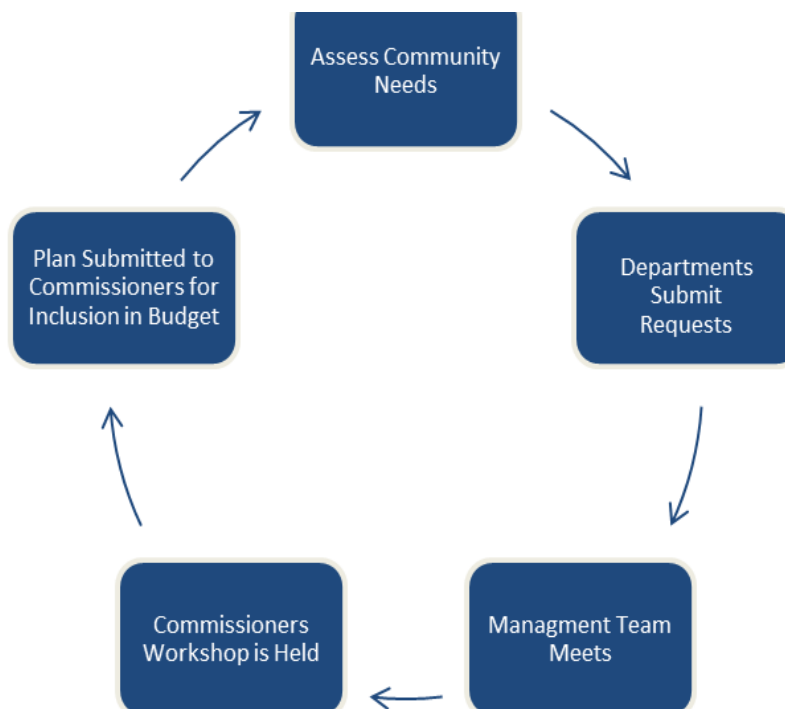 Assess Community
Needs
Departments
Submit
Requests
Managment Team
Meets
Commissioners
Workshop is Held
Plan Submitted to
Commissioners for
Inclusion in Budget